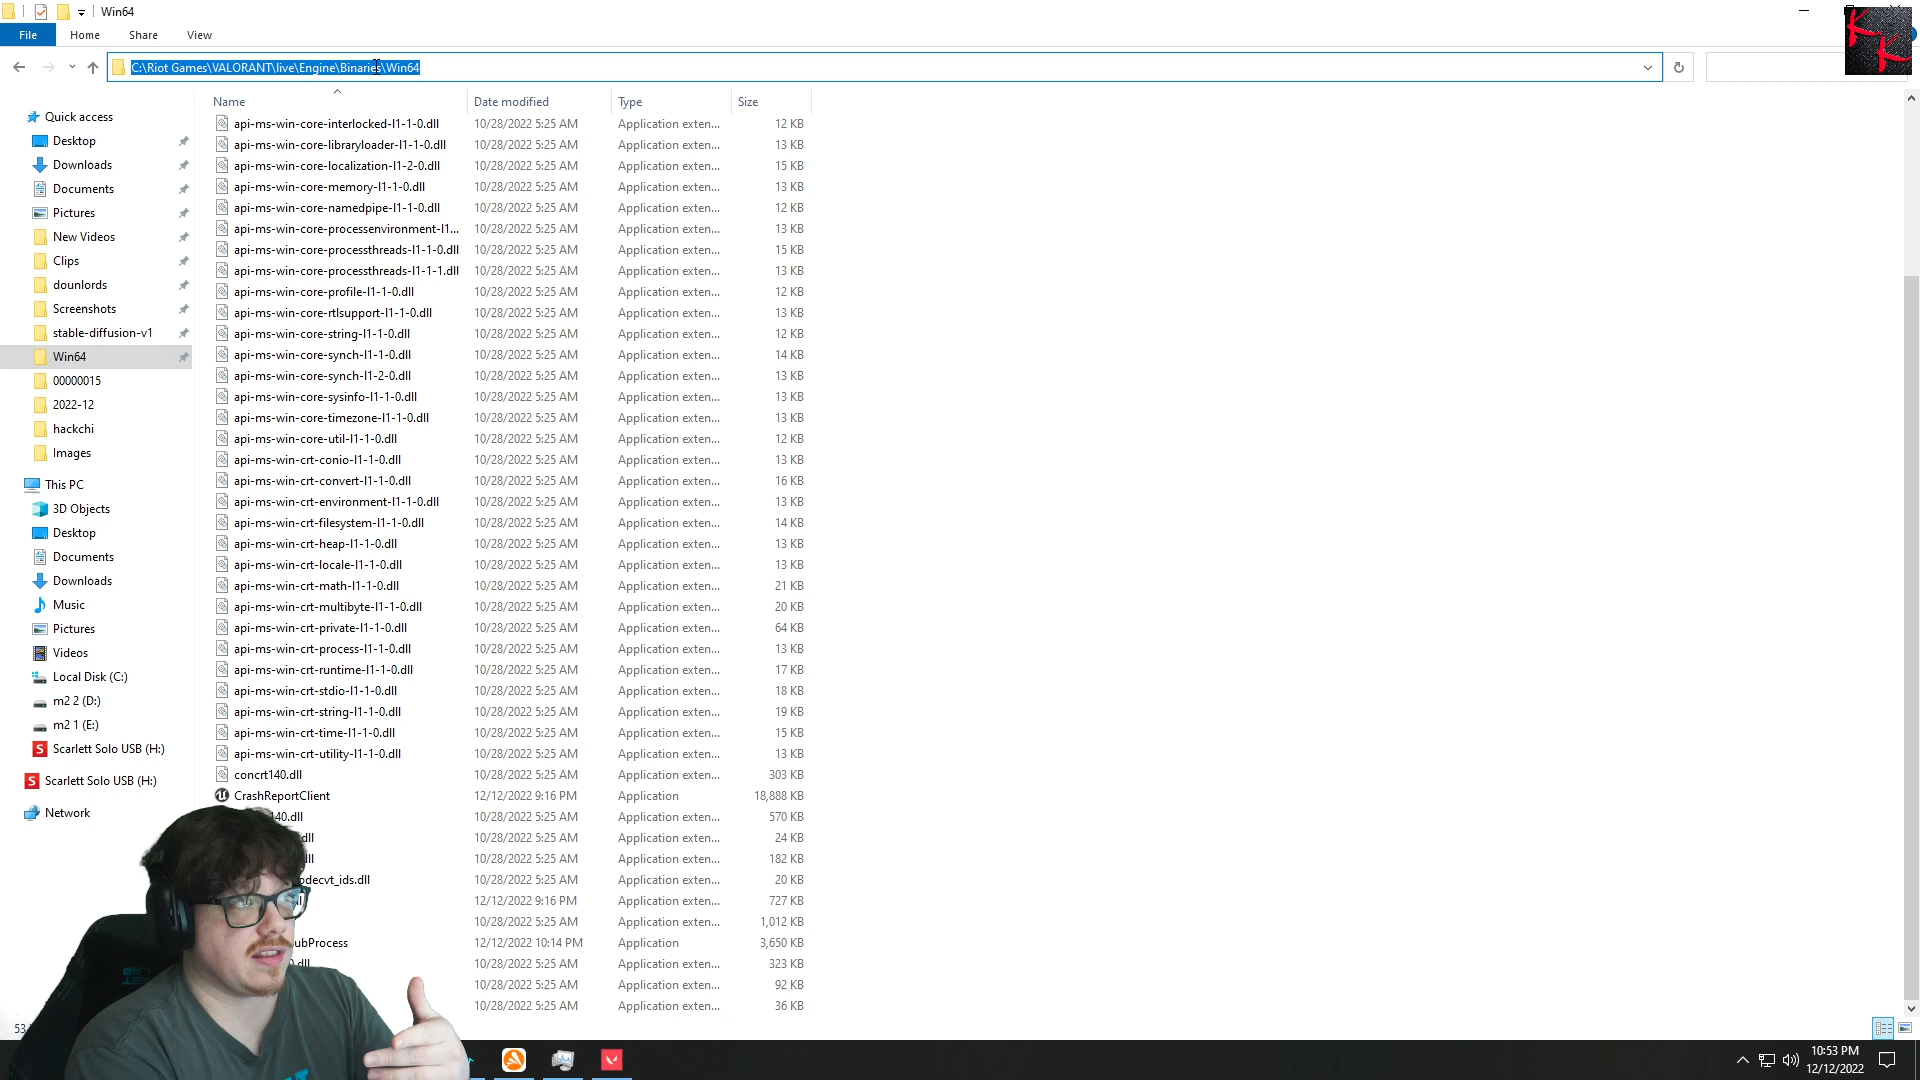 Win64
File Home Share View
C:\Riot Games\VALORANT\live\Engine\Binaries\Win64
Name Date modified Type Size
Quick access
Desktop
Downloads
Documents
Pictures
New Videos
Clips
dounlords
Screenshots
stable-diffusion-v1
Win64
00000015
2022-12
hackchi
Images
This PC
3D Objects
Desktop
Documents
Downloads
Music
Pictures
Videos
Local Disk (C:)
m2 2 (D:)
m2 1 (E:)
Scarlett Solo USB (H:)
Scarlett Solo USB (H:)
Network
api-ms-win-core-interlocked-l1-1-0.dll 10/28/2022 5:25 AM Application exten... 12 KB
api-ms-win-core-libraryloader-l1-1-0.dll 10/28/2022 5:25 AM Application exten... 13 KB
api-ms-win-core-localization-l1-2-0.dll 10/28/2022 5:25 AM Application exten... 15 KB
api-ms-win-core-memory-l1-1-0.dll 10/28/2022 5:25 AM Application exten... 13 KB
api-ms-win-core-namedpipe-l1-1-0.dll 10/28/2022 5:25 AM Application exten... 12 KB
api-ms-win-core-processenvironment-l1... 10/28/2022 5:25 AM Application exten... 13 KB
api-ms-win-core-processthreads-l1-1-0.dll 10/28/2022 5:25 AM Application exten... 15 KB
api-ms-win-core-processthreads-l1-1-1.dll 10/28/2022 5:25 AM Application exten... 13 KB
api-ms-win-core-profile-l1-1-0.dll 10/28/2022 5:25 AM Application exten... 12 KB
api-ms-win-core-rtlsupport-l1-1-0.dll 10/28/2022 5:25 AM Application exten... 13 KB
api-ms-win-core-string-l1-1-0.dll 10/28/2022 5:25 AM Application exten... 12 KB
api-ms-win-core-synch-l1-1-0.dll 10/28/2022 5:25 AM Application exten... 14 KB
api-ms-win-core-synch-l1-2-0.dll 10/28/2022 5:25 AM Application exten... 13 KB
api-ms-win-core-sysinfo-l1-1-0.dll 10/28/2022 5:25 AM Application exten... 13 KB
api-ms-win-core-timezone-l1-1-0.dll 10/28/2022 5:25 AM Application exten... 13 KB
api-ms-win-core-util-l1-1-0.dll 10/28/2022 5:25 AM Application exten... 12 KB
api-ms-win-crt-conio-l1-1-0.dll 10/28/2022 5:25 AM Application exten... 13 KB
api-ms-win-crt-convert-l1-1-0.dll 10/28/2022 5:25 AM Application exten... 16 KB
api-ms-win-crt-environment-l1-1-0.dll 10/28/2022 5:25 AM Application exten... 13 KB
api-ms-win-crt-filesystem-l1-1-0.dll 10/28/2022 5:25 AM Application exten... 14 KB
api-ms-win-crt-heap-l1-1-0.dll 10/28/2022 5:25 AM Application exten... 13 KB
api-ms-win-crt-locale-l1-1-0.dll 10/28/2022 5:25 AM Application exten... 13 KB
api-ms-win-crt-math-l1-1-0.dll 10/28/2022 5:25 AM Application exten... 21 KB
api-ms-win-crt-multibyte-l1-1-0.dll 10/28/2022 5:25 AM Application exten... 20 KB
api-ms-win-crt-private-l1-1-0.dll 10/28/2022 5:25 AM Application exten... 64 KB
api-ms-win-crt-process-l1-1-0.dll 10/28/2022 5:25 AM Application exten... 13 KB
api-ms-win-crt-runtime-l1-1-0.dll 10/28/2022 5:25 AM Application exten... 17 KB
api-ms-win-crt-stdio-l1-1-0.dll 10/28/2022 5:25 AM Application exten... 18 KB
api-ms-win-crt-string-l1-1-0.dll 10/28/2022 5:25 AM Application exten... 19 KB
api-ms-win-crt-time-l1-1-0.dll 10/28/2022 5:25 AM Application exten... 15 KB
api-ms-win-crt-utility-l1-1-0.dll 10/28/2022 5:25 AM Application exten... 13 KB
concrt140.dll 10/28/2022 5:25 AM Application exten... 303 KB
CrashReportClient 12/12/2022 9:16 PM Application 18,888 KB
140.dll 10/28/2022 5:25 AM Application exten... 570 KB
dll 10/28/2022 5:25 AM Application exten... 24 KB
dll 10/28/2022 5:25 AM Application exten... 182 KB
odecvt_ids.dll 10/28/2022 5:25 AM Application exten... 20 KB
12/12/2022 9:16 PM Application exten... 727 KB
10/28/2022 5:25 AM Application exten... 1,012 KB
ubProcess 12/12/2022 10:14 PM Application 3,650 KB
.dll 10/28/2022 5:25 AM Application exten... 323 KB
10/28/2022 5:25 AM Application exten... 92 KB
10/28/2022 5:25 AM Application exten... 36 KB
53
KK
10:53 PM
12/12/2022